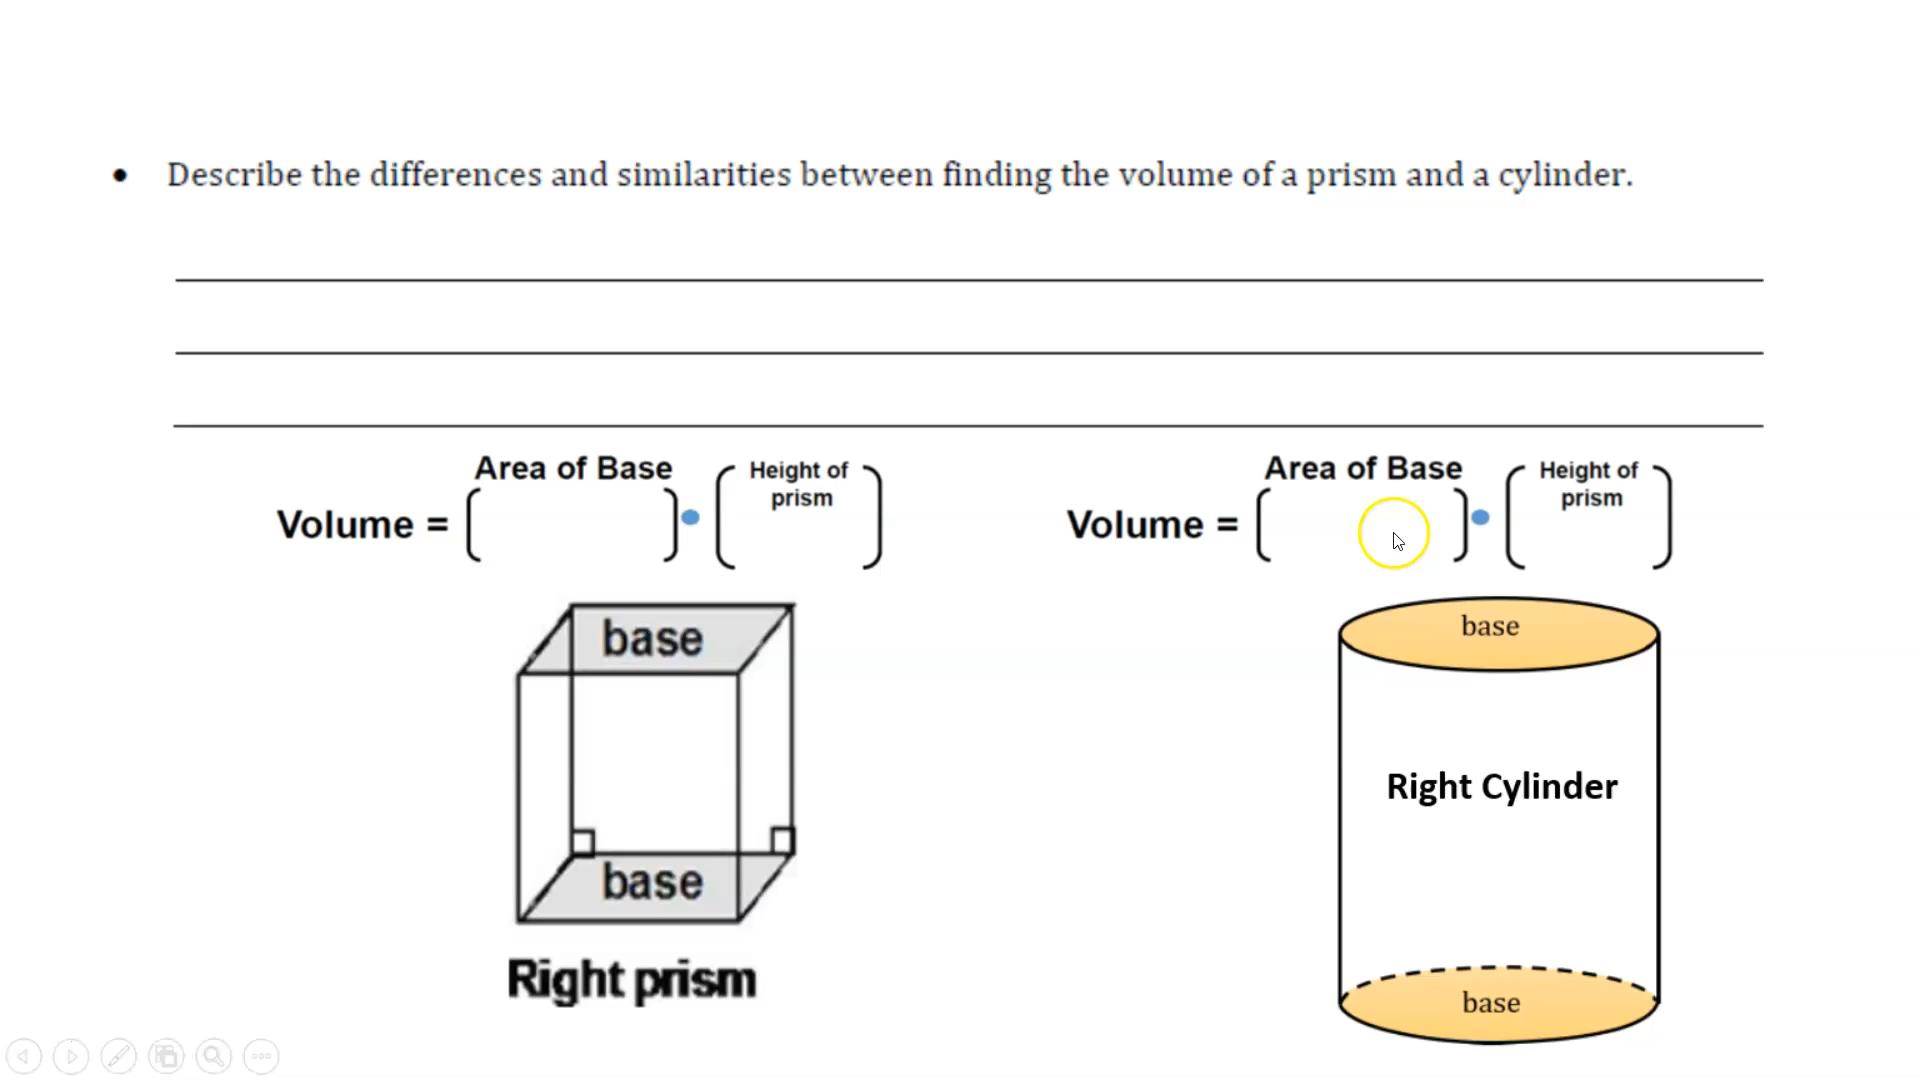 • Describe the differences and similarities between finding the volume of a prism and a cylinder.
Area of Base
Height of
prism
Volume = ( ) • ( )
Area of Base
Height of
prism
Volume = ( ) • ( )
base
base
Right prism
base
Right Cylinder
base